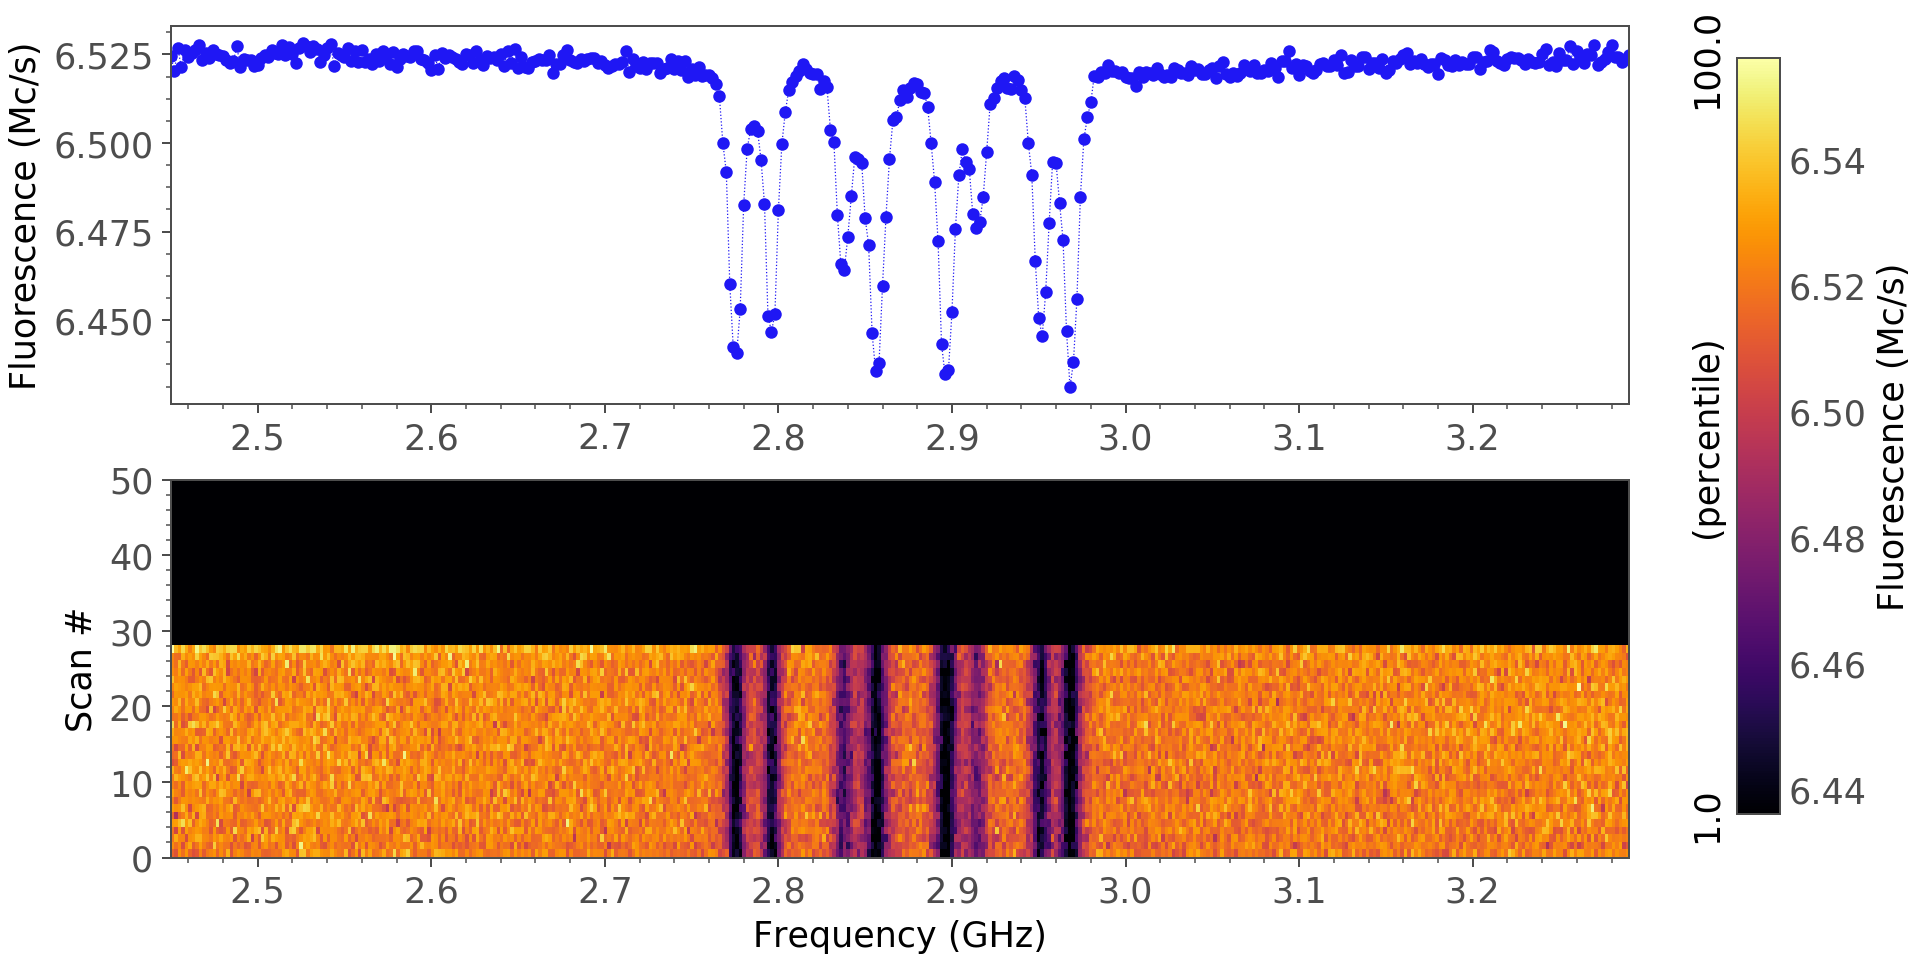 Fluorescence (Mc/s)
6.525
6.500
6.475
6.450
2.5 2.6 2.7 2.8 2.9 3.0 3.1 3.2
Scan #
50
40
30
20
10
0
2.5 2.6 2.7 2.8 2.9 3.0 3.1 3.2
Frequency (GHz)
100.0
(percentile)
1.0
6.54
6.52
6.50
6.48
6.46
6.44
Fluorescence (Mc/s)